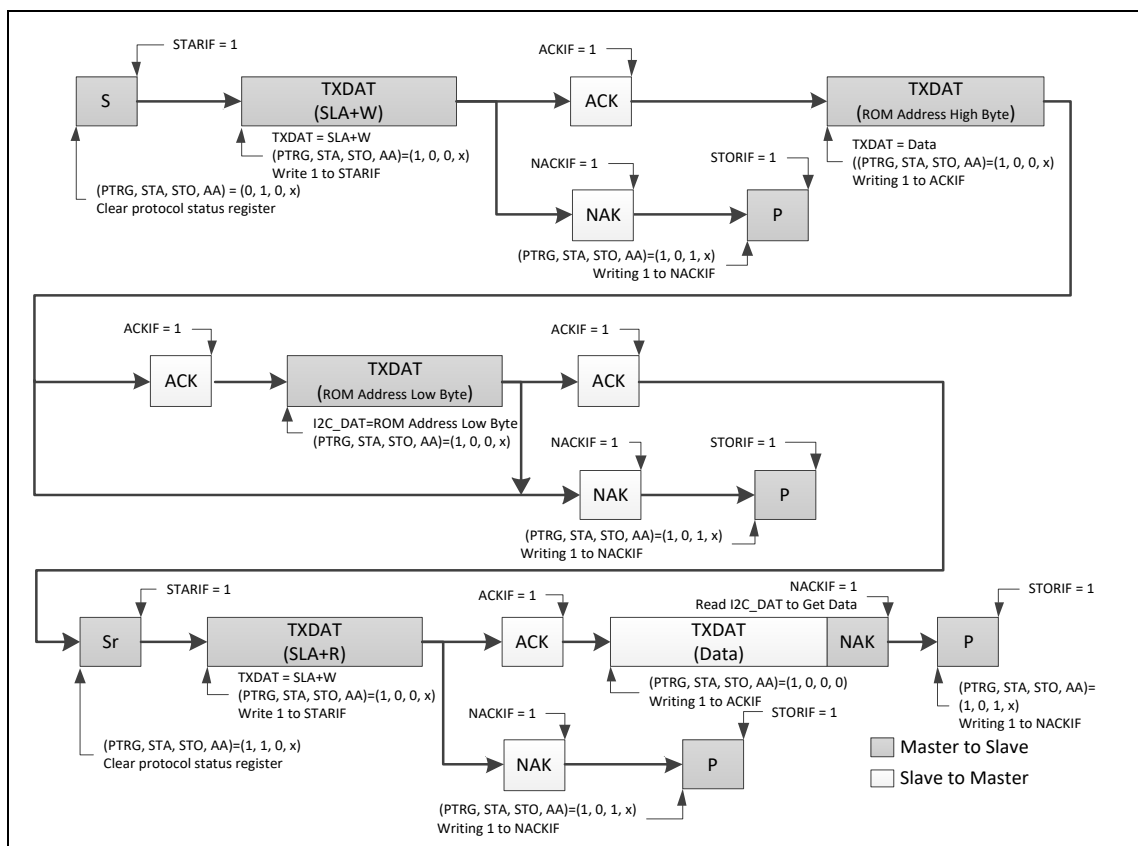 STARIF = 1
ACKIF = 1
S
TXDAT
(SLA+W)
ACK
TXDAT
(ROM Address High Byte)
TXDAT = SLA+W
(PTRG, STA, STO, AA)=(1, 0, 0, x)
Write 1 to STARIF
TXDAT = Data
((PTRG, STA, STO, AA)=(1, 0, 0, x)
Writing 1 to ACKIF
(PTRG, STA, STO, AA) = (0, 1, 0, x)
Clear protocol status register
NACKIF = 1
STORIF = 1
NAK
P
(PTRG, STA, STO, AA)=(1, 0, 1, x)
Writing 1 to NACKIF
ACKIF = 1
ACKIF = 1
ACK
TXDAT
(ROM Address Low Byte)
ACK
I2C_DAT=ROM Address Low Byte
(PTRG, STA, STO, AA)=(1, 0, 0, x)
NACKIF = 1
STORIF = 1
NAK
P
(PTRG, STA, STO, AA)=(1, 0, 1, x)
Writing 1 to NACKIF
STARIF = 1
ACKIF = 1
NACKIF = 1
Read I2C_DAT to Get Data
STORIF = 1
Sr
TXDAT
(SLA+R)
ACK
TXDAT
(Data)
NAK
P
TXDAT = SLA+W
(PTRG, STA, STO, AA)=(1, 0, 0, x)
Write 1 to STARIF
(PTRG, STA, STO, AA)=(1, 0, 0, 0)
Writing 1 to ACKIF
(PTRG, STA, STO, AA)=
(1, 0, 1, x)
Writing 1 to NACKIF
(PTRG, STA, STO, AA)=(1, 1, 0, x)
Clear protocol status register
NACKIF = 1
STORIF = 1
NAK
P
(PTRG, STA, STO, AA)=(1, 0, 1, x)
Writing 1 to NACKIF
Master to Slave
Slave to Master